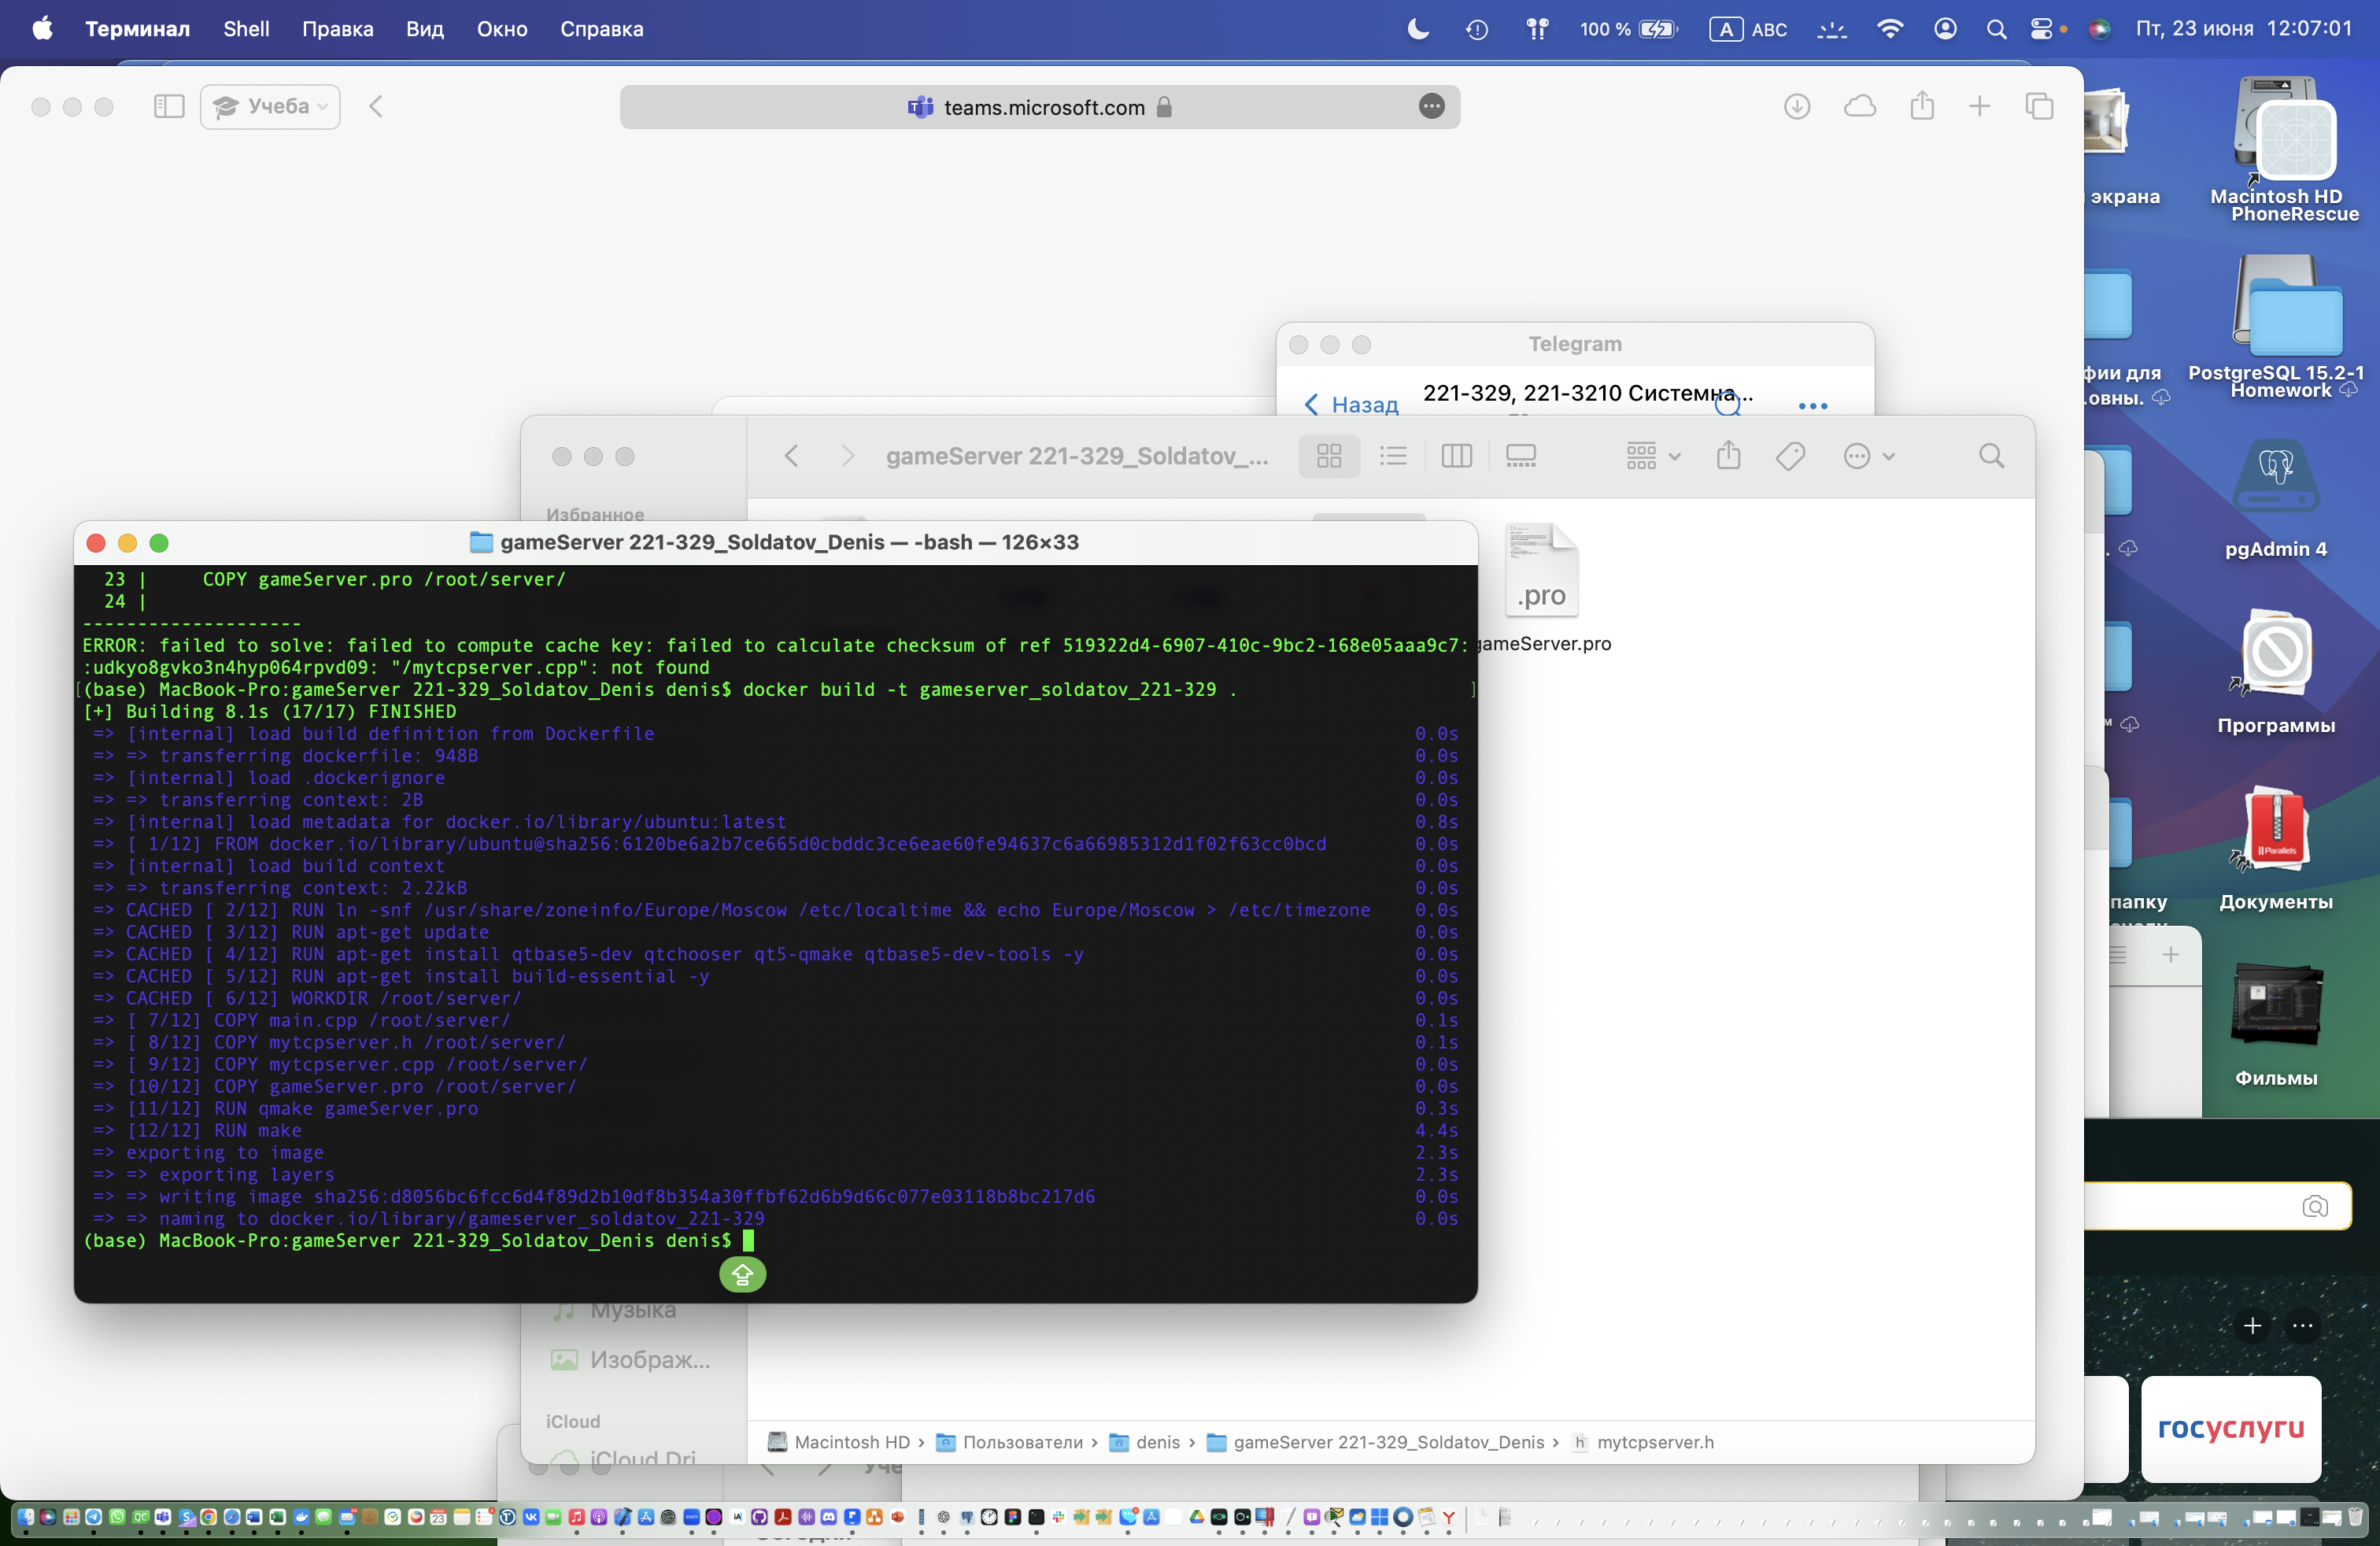 Терминал Shell Правка Вид Окно Справка
100 % A ABC Пт, 23 июня 12:07:01
Учеба
teams.microsoft.com
экрана
Macintosh HD
PhoneRescue
фии для
.овны.
PostgreSQL 15.2-1
Homework
pgAdmin 4
Программы
папку
Документы
Фильмы
госуслуги
Telegram
Назад
221-329, 221-3210 Системна...
gameServer 221-329_Soldatov_...
Избранное
.pro
gameServer.pro
gameServer 221-329_Soldatov_Denis — -bash — 126×33
23 | COPY gameServer.pro /root/server/
24 |
--------------------
ERROR: failed to solve: failed to compute cache key: failed to calculate checksum of ref 519322d4-6907-410c-9bc2-168e05aaa9c7:
:udkyo8gvko3n4hyp064rpvd09: "/mytcpserver.cpp": not found
[(base) MacBook-Pro:gameServer 221-329_Soldatov_Denis denis$ docker build -t gameserver_soldatov_221-329 . ]
[+] Building 8.1s (17/17) FINISHED
=> [internal] load build definition from Dockerfile 0.0s
=> => transferring dockerfile: 948B 0.0s
=> [internal] load .dockerignore 0.0s
=> => transferring context: 2B 0.0s
=> [internal] load metadata for docker.io/library/ubuntu:latest 0.8s
=> [ 1/12] FROM docker.io/library/ubuntu@sha256:6120be6a2b7ce665d0cbddc3ce6eae60fe94637c6a66985312d1f02f63cc0bcd 0.0s
=> [internal] load build context 0.0s
=> => transferring context: 2.22kB 0.0s
=> CACHED [ 2/12] RUN ln -snf /usr/share/zoneinfo/Europe/Moscow /etc/localtime && echo Europe/Moscow > /etc/timezone 0.0s
=> CACHED [ 3/12] RUN apt-get update 0.0s
=> CACHED [ 4/12] RUN apt-get install qtbase5-dev qtchooser qt5-qmake qtbase5-dev-tools -y 0.0s
=> CACHED [ 5/12] RUN apt-get install build-essential -y 0.0s
=> CACHED [ 6/12] WORKDIR /root/server/ 0.0s
=> [ 7/12] COPY main.cpp /root/server/ 0.1s
=> [ 8/12] COPY mytcpserver.h /root/server/ 0.1s
=> [ 9/12] COPY mytcpserver.cpp /root/server/ 0.0s
=> [10/12] COPY gameServer.pro /root/server/ 0.0s
=> [11/12] RUN qmake gameServer.pro 0.3s
=> [12/12] RUN make 4.4s
=> exporting to image 2.3s
=> => exporting layers 2.3s
=> => writing image sha256:d8056bc6fcc6d4f89d2b10df8b354a30ffbf62d6b9d66c077e03118b8bc217d6 0.0s
=> => naming to docker.io/library/gameserver_soldatov_221-329 0.0s
(base) MacBook-Pro:gameServer 221-329_Soldatov_Denis denis$
Музыка
Изображ...
iCloud
iCloud Dri
Macintosh HD › Пользователи › denis › gameServer 221-329_Soldatov_Denis › mytcpserver.h